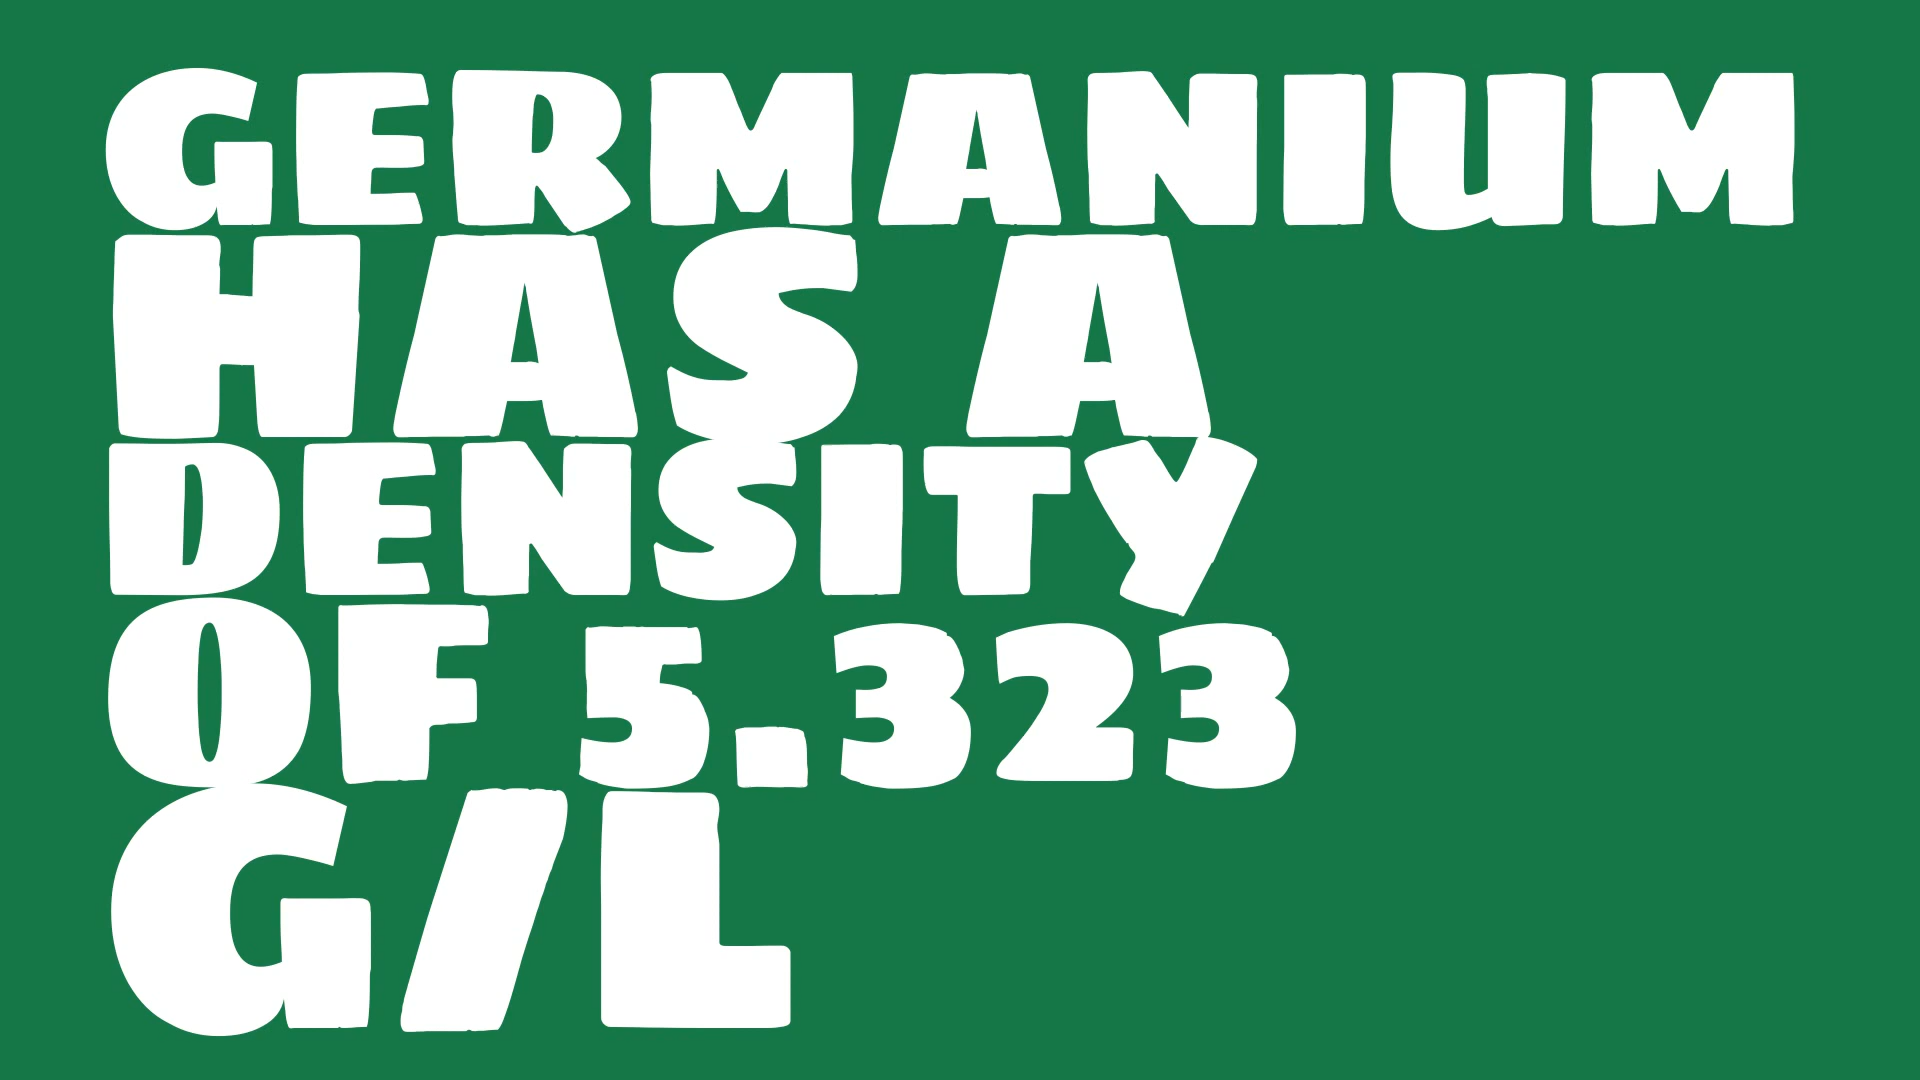 GERMANIUM
HAS A
DENSITY
OF 5.323
G/L